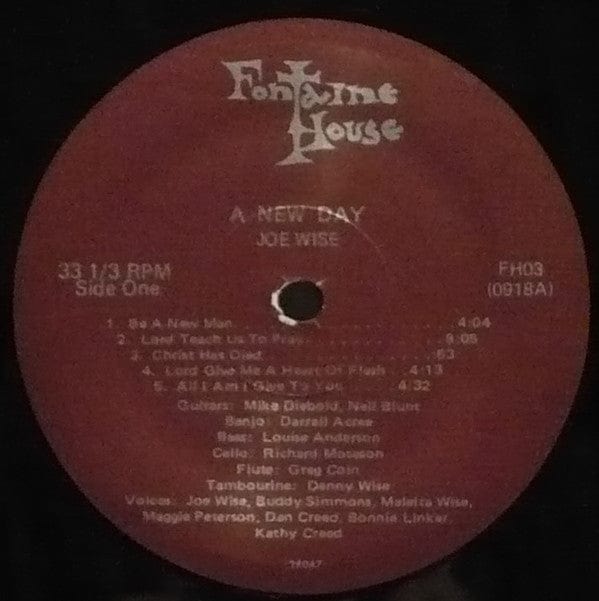 Fontaine
House
A NEW DAY
JOE WISE
33 1/3 RPM
Side One
FH03
(0918A)
1. Be A New Man 4:04
2. Lord Teach Us To Pray
3. Christ Has Died :53
4. Lord Give Me A Heart Of Flesh 4:13
5. All I Am I Give To You 4:32
Guitars: Mike Diebold, Neil Blunt
Banjo: Darrell
Bass: Louise Anderson
Cello: Richard
Flute: Greg
Tambourine: Denny Wise
Voices: Joe Wise, Buddy Simmons, Maleita Wise,
Maggie Peterson, Dan Creed, Bonnie Linker,
Kathy Creed